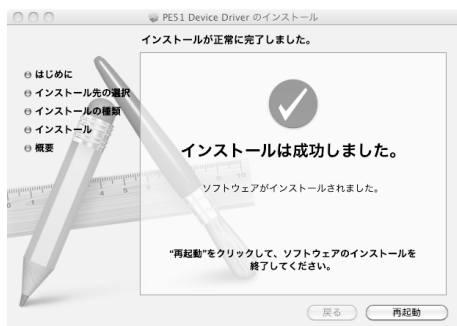 PE51 Device Driver のインストール
インストールが正常に完了しました。
はじめに
インストール先の選択
インストールの種類
インストール
概要
インストールは成功しました。
ソフトウェアがインストールされました。
“再起動”をクリックして、ソフトウェアのインストールを
終了してください。
戻る
再起動